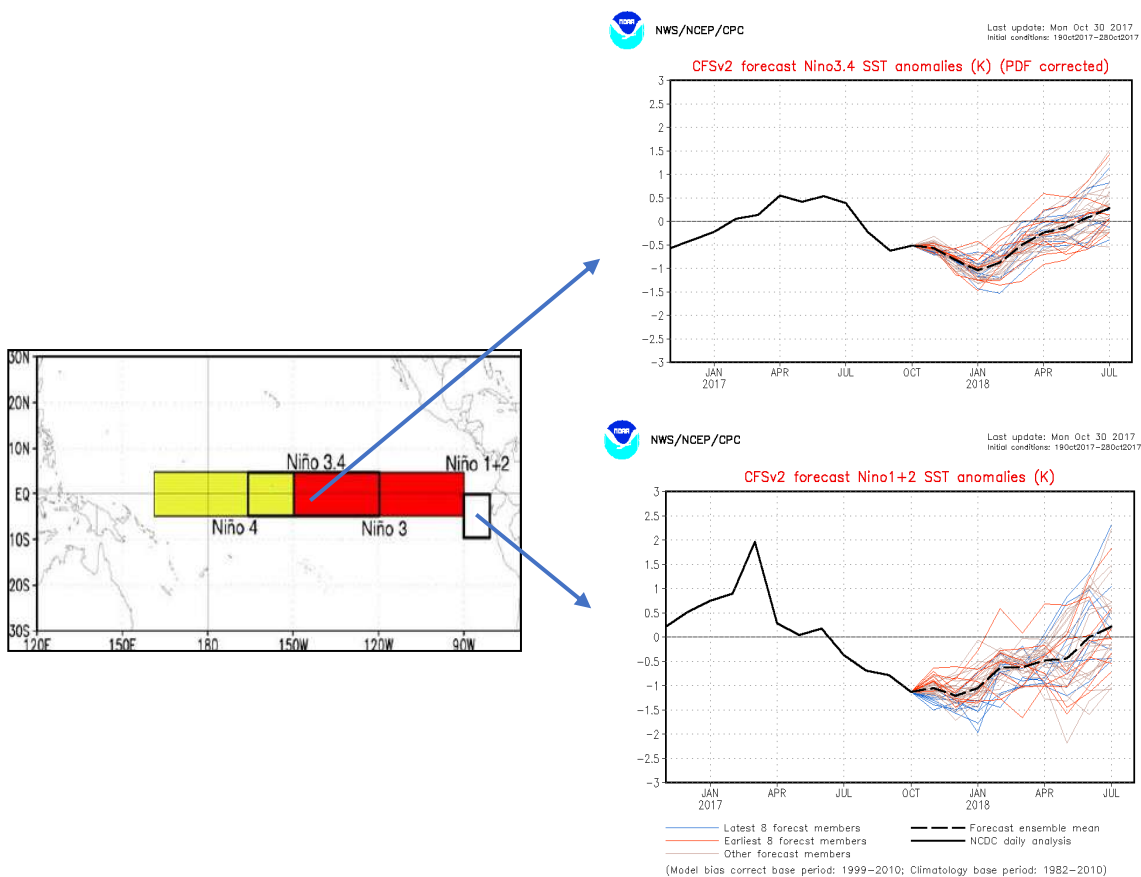 NOAA
NWS/NCEP/CPC
Last update: Mon Oct 30 2017
Initial conditions: 19Oct2017-28Oct2017
CFSv2 forecast Nino3.4 SST anomalies (K) (PDF corrected)
3
2.5
2
1.5
1
0.5
0
-0.5
-1
-1.5
-2
-2.5
-3
JAN APR JUL OCT JAN APR JUL
2017 2018
30N
20N
10N
EQ
10S
20S
30S
120E 150E 180 150W 120W 90W
Niño 3.4
Niño 1+2
Niño 4
Niño 3
NOAA
NWS/NCEP/CPC
Last update: Mon Oct 30 2017
Initial conditions: 19Oct2017-28Oct2017
CFSv2 forecast Nino1+2 SST anomalies (K)
3
2.5
2
1.5
1
0.5
0
-0.5
-1
-1.5
-2
-2.5
-3
JAN APR JUL OCT JAN APR JUL
2017 2018
Latest 8 forecst members
Earliest 8 forecst members
Other forecast members
Forecast ensemble mean
NCDC daily analysis
(Model bias correct base period: 1999-2010; Climatology base period: 1982-2010)